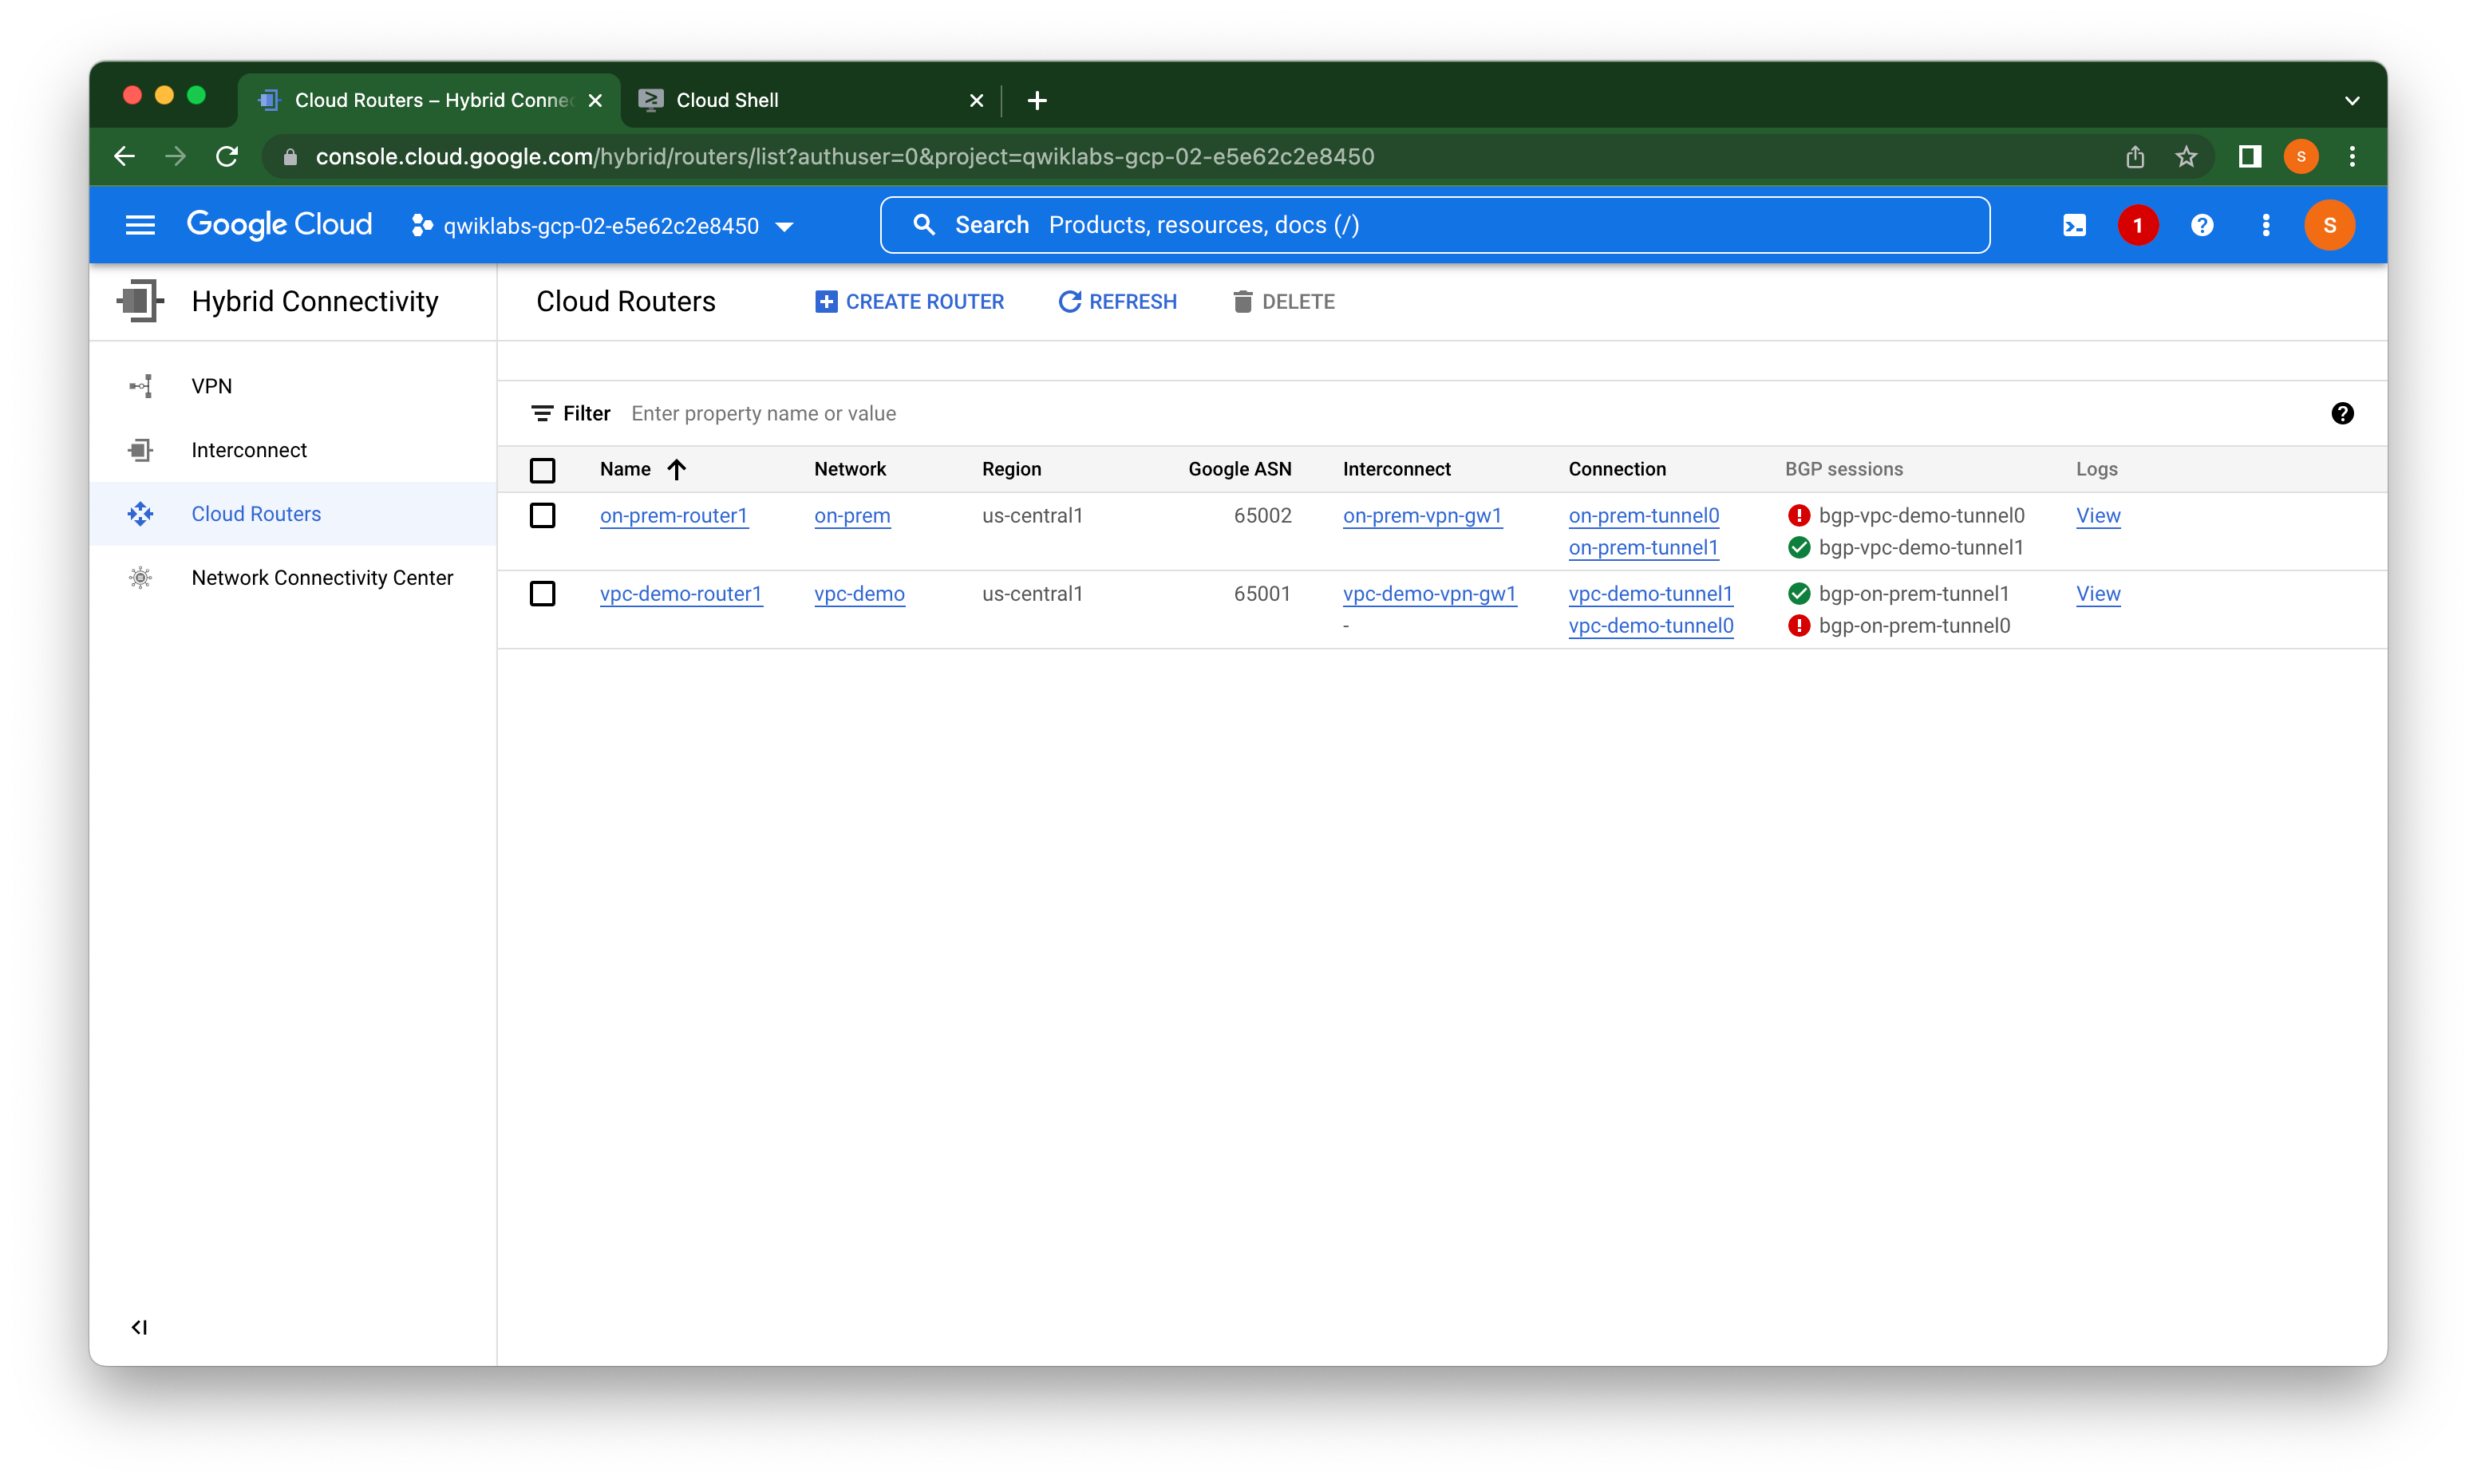 Cloud Routers – Hybrid Connec
Cloud Shell
console.cloud.google.com/hybrid/routers/list?authuser=0&project=qwiklabs-gcp-02-e5e62c2e8450
S
Google Cloud
qwiklabs-gcp-02-e5e62c2e8450
Search Products, resources, docs (/)
1
S
Hybrid Connectivity
Cloud Routers
CREATE ROUTER
REFRESH
DELETE
VPN
Interconnect
Cloud Routers
Network Connectivity Center
Filter Enter property name or value
Name Network Region Google ASN Interconnect Connection BGP sessions Logs
on-prem-router1 on-prem us-central1 65002 on-prem-vpn-gw1 on-prem-tunnel0 bgp-vpc-demo-tunnel0 View
on-prem-tunnel1 bgp-vpc-demo-tunnel1
vpc-demo-router1 vpc-demo us-central1 65001 vpc-demo-vpn-gw1 vpc-demo-tunnel1 bgp-on-prem-tunnel1 View
- vpc-demo-tunnel0 bgp-on-prem-tunnel0